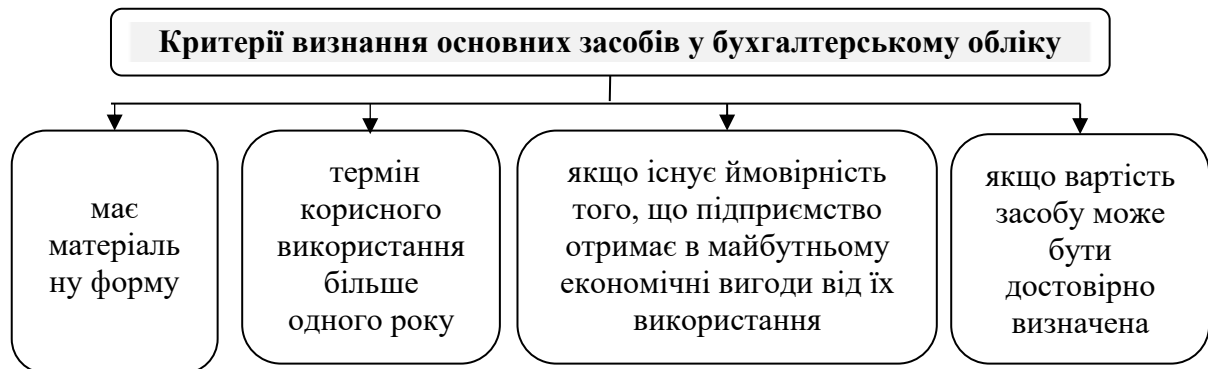 Критерії визнання основних засобів у бухгалтерському обліку
має
матеріаль
ну форму
термін
корисного
використання
більше
одного року
якщо існує ймовірність
того, що підприємство
отримає в майбутньому
економічні вигоди від їх
використання
якщо вартість
засобу може
бути
достовірно
визначена